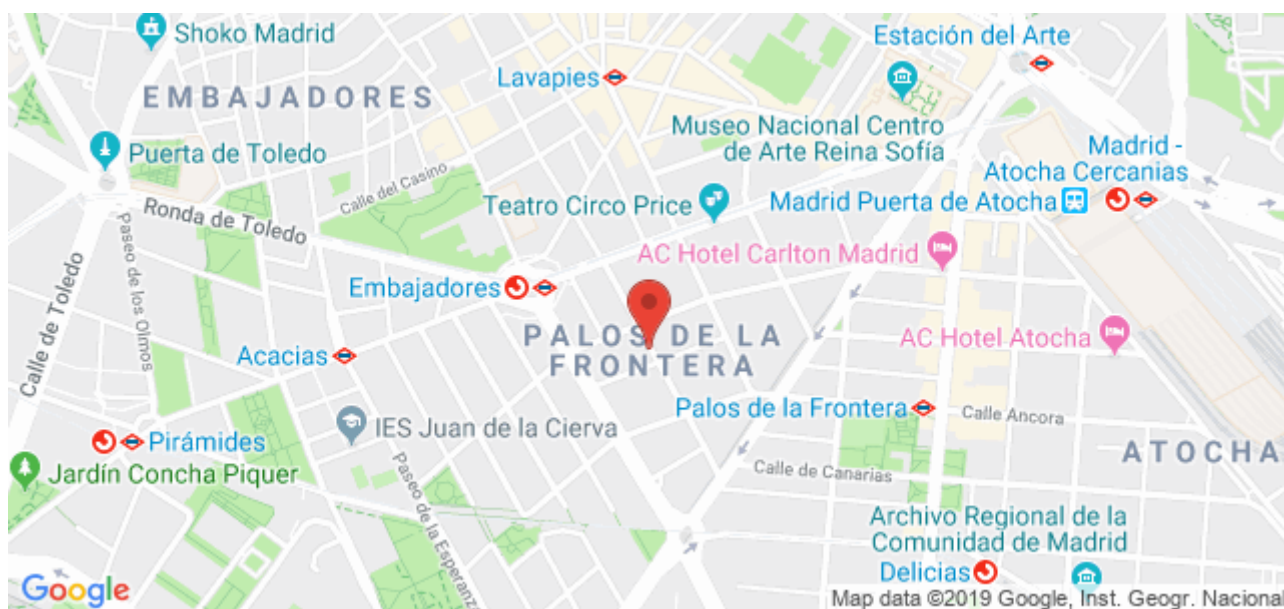 Shoko Madrid
Estación del Arte
Lavapies
EMBAJADORES
Museo Nacional Centro
de Arte Reina Sofía
Puerta de Toledo
Madrid -
Atocha Cercanias
Calle del Casino
Madrid Puerta de Atocha
Teatro Circo Price
Ronda de Toledo
Paseo de los Olmos
AC Hotel Carlton Madrid
Embajadores
Calle de Toledo
PALOS DE LA
FRONTERA
AC Hotel Atocha
Acacias
Palos de la Frontera
Calle Ancora
IES Juan de la Cierva
Pirámides
ATOCHA
Jardín Concha Piquer
Calle de Canarias
Paseo de la Esperanza
Archivo Regional de la
Comunidad de Madrid
Delicias
Google
Map data ©2019 Google, Inst. Geogr. Naciona